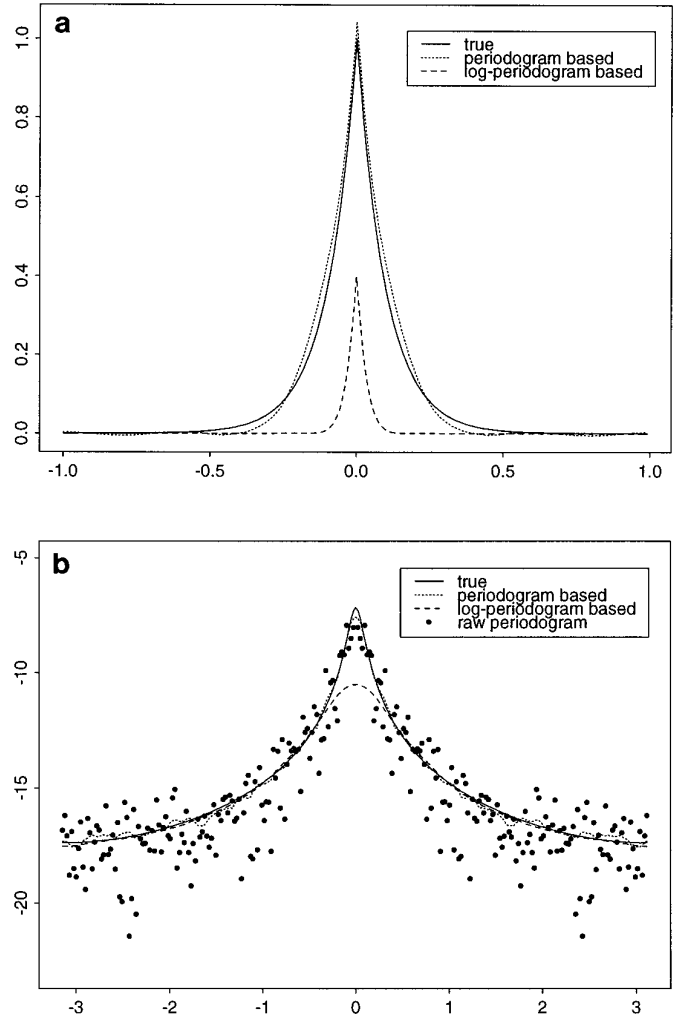 a
true
periodogram based
log-periodogram based
1.0
0.8
0.6
0.4
0.2
0.0
-1.0 -0.5 0.0 0.5 1.0
b
true
periodogram based
log-periodogram based
raw periodogram
-5
-10
-15
-20
-3 -2 -1 0 1 2 3